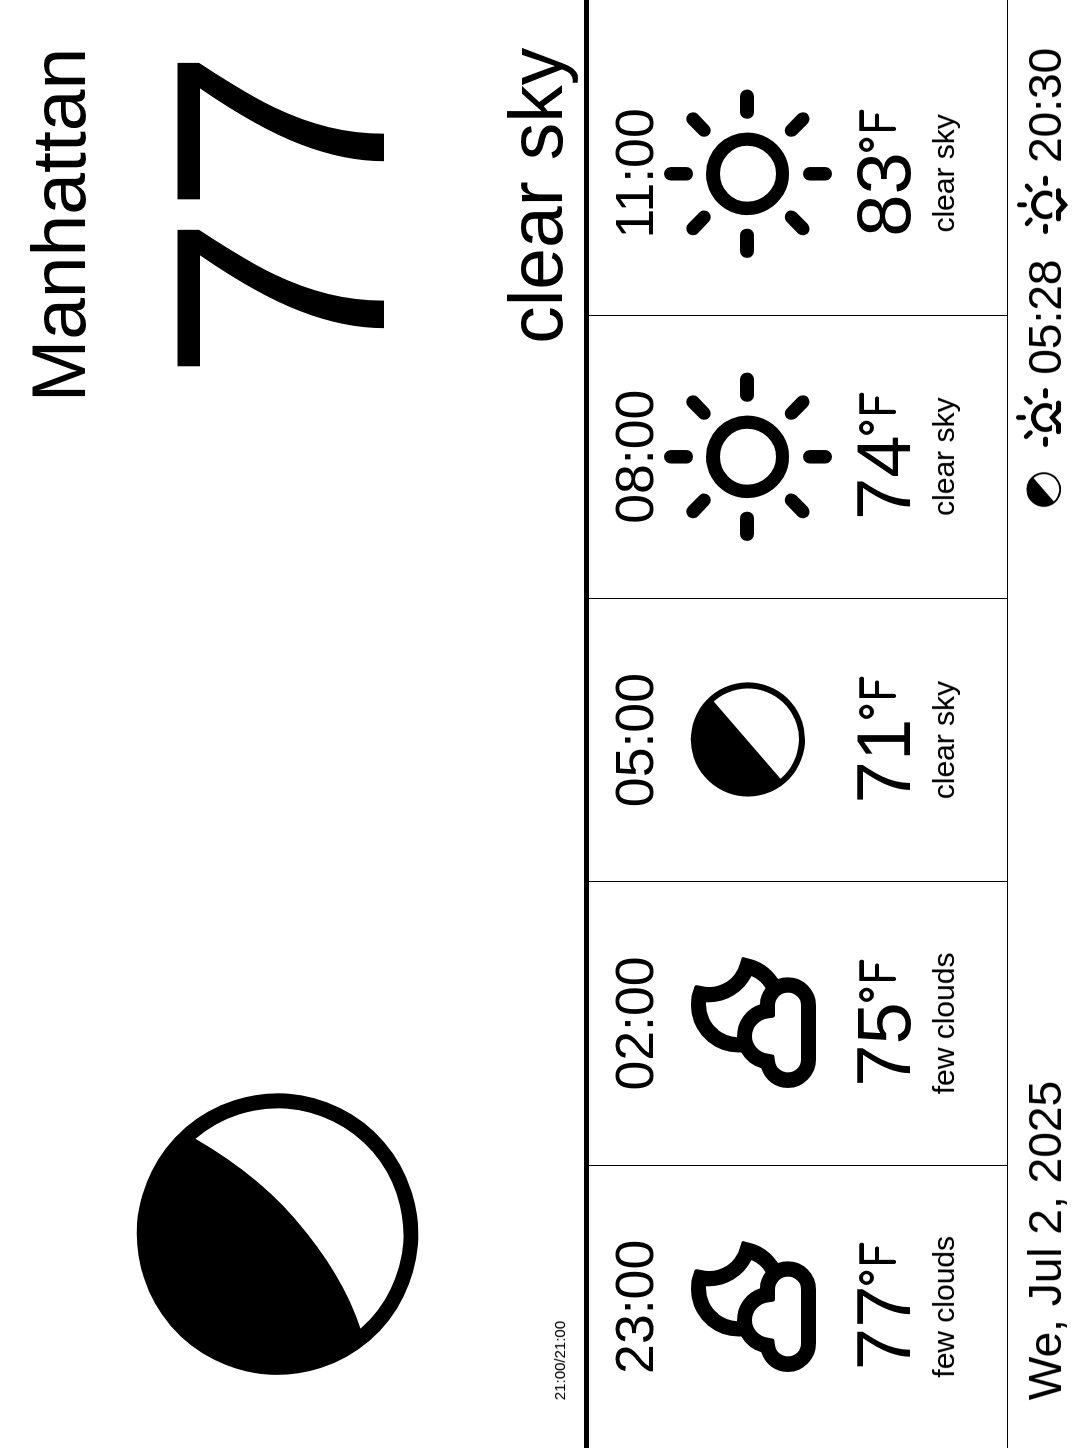 Manhattan
77
clear sky
21:00/21:00
23:00
77°F
few clouds
02:00
75°F
few clouds
05:00
71°F
clear sky
08:00
74°F
clear sky
11:00
83°F
clear sky
We, Jul 2, 2025 05:28 20:30